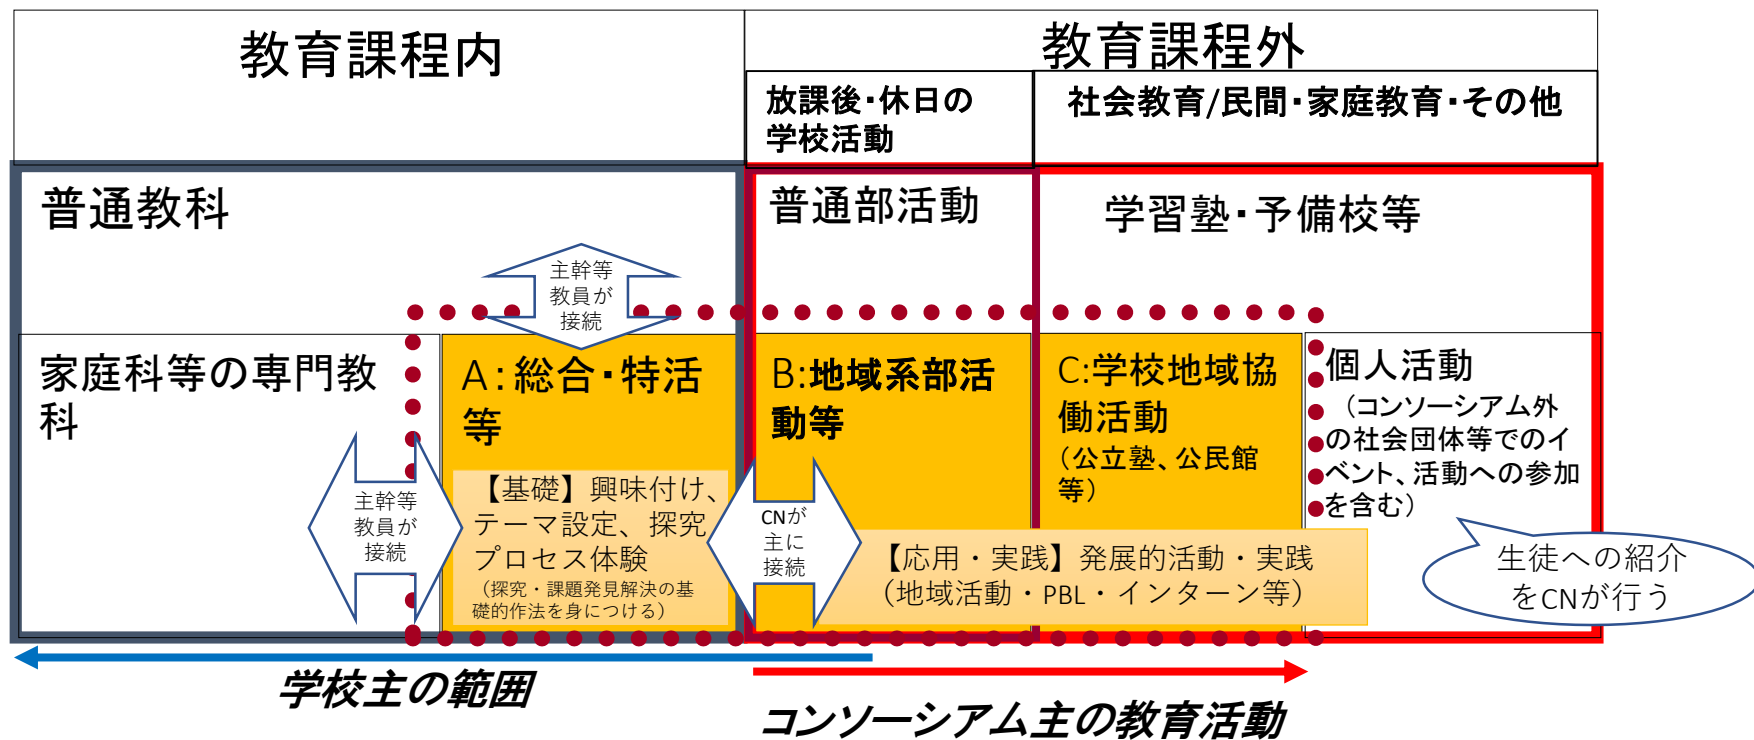 教育課程内
教育課程外
放課後・休日の
学校活動
社会教育/民間・家庭教育・その他
普通教科
普通部活動
学習塾・予備校等
主幹等
教員が
接続
家庭科等の専門教
科
A：総合・特活
等
B:地域系部活
動等
C:学校地域協
働活動
（公立塾、公民館
等）
個人活動
（コンソーシアム外
の社会団体等でのイ
ベント、活動への参加
を含む）
主幹等
教員が
接続
【基礎】興味付け、
テーマ設定、探究
プロセス体験
（探究・課題発見解決の基
礎的作法を身につける）
CNが
主に
接続
【応用・実践】発展的活動・実践
（地域活動・PBL・インターン等）
生徒への紹介
をCNが行う
学校主の範囲
コンソーシアム主の教育活動